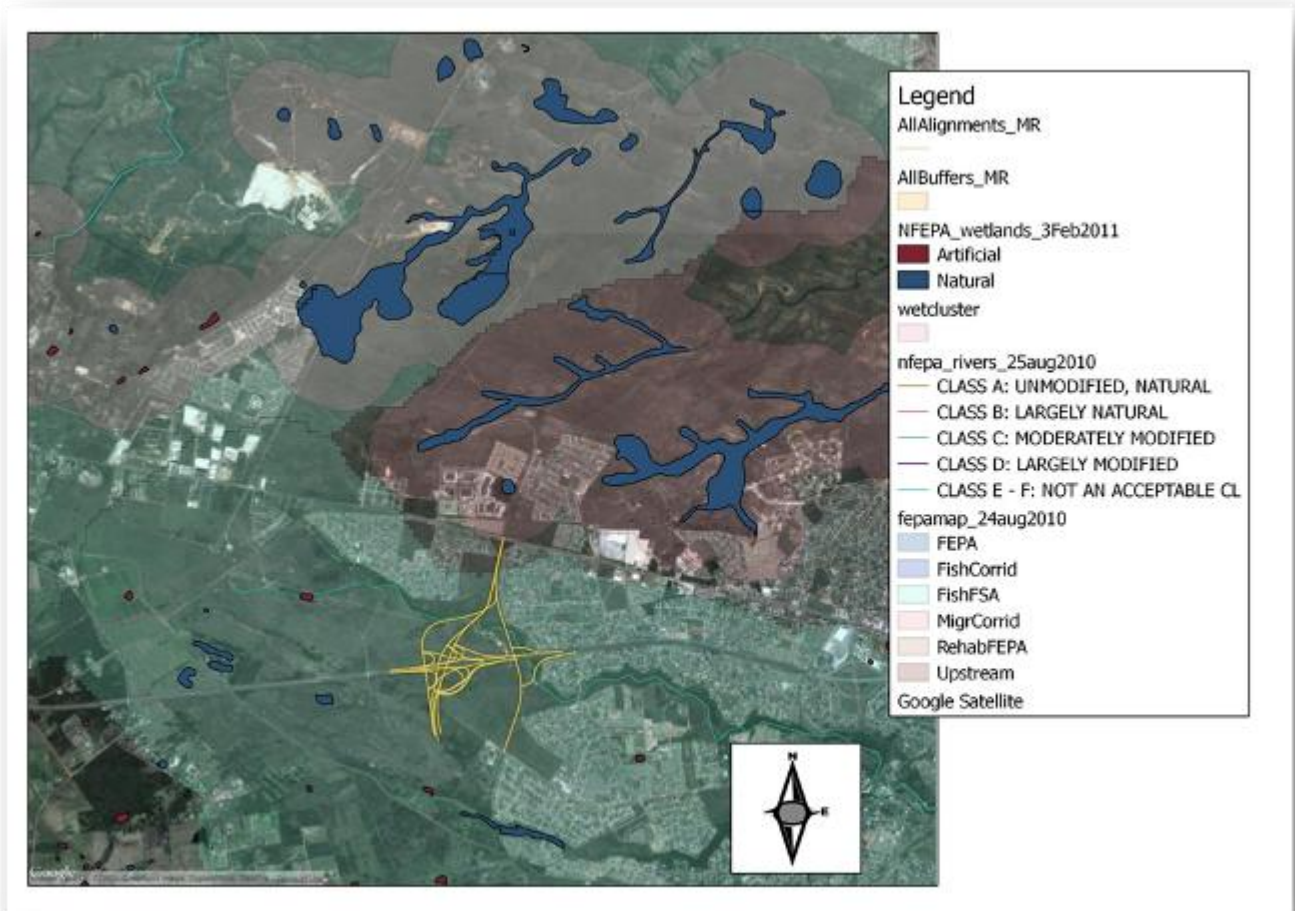 Legend
AllAlignments_MR
AllBuffers_MR
NFEPA_wetlands_3Feb2011
Artificial
Natural
wetcluster
nfepa_rivers_25aug2010
CLASS A: UNMODIFIED, NATURAL
CLASS B: LARGELY NATURAL
CLASS C: MODERATELY MODIFIED
CLASS D: LARGELY MODIFIED
CLASS E - F: NOT AN ACCEPTABLE CL
fepamap_24aug2010
FEPA
FishCorrid
FishFSA
MigrCorrid
RehabFEPA
Upstream
Google Satellite
N
E
Google